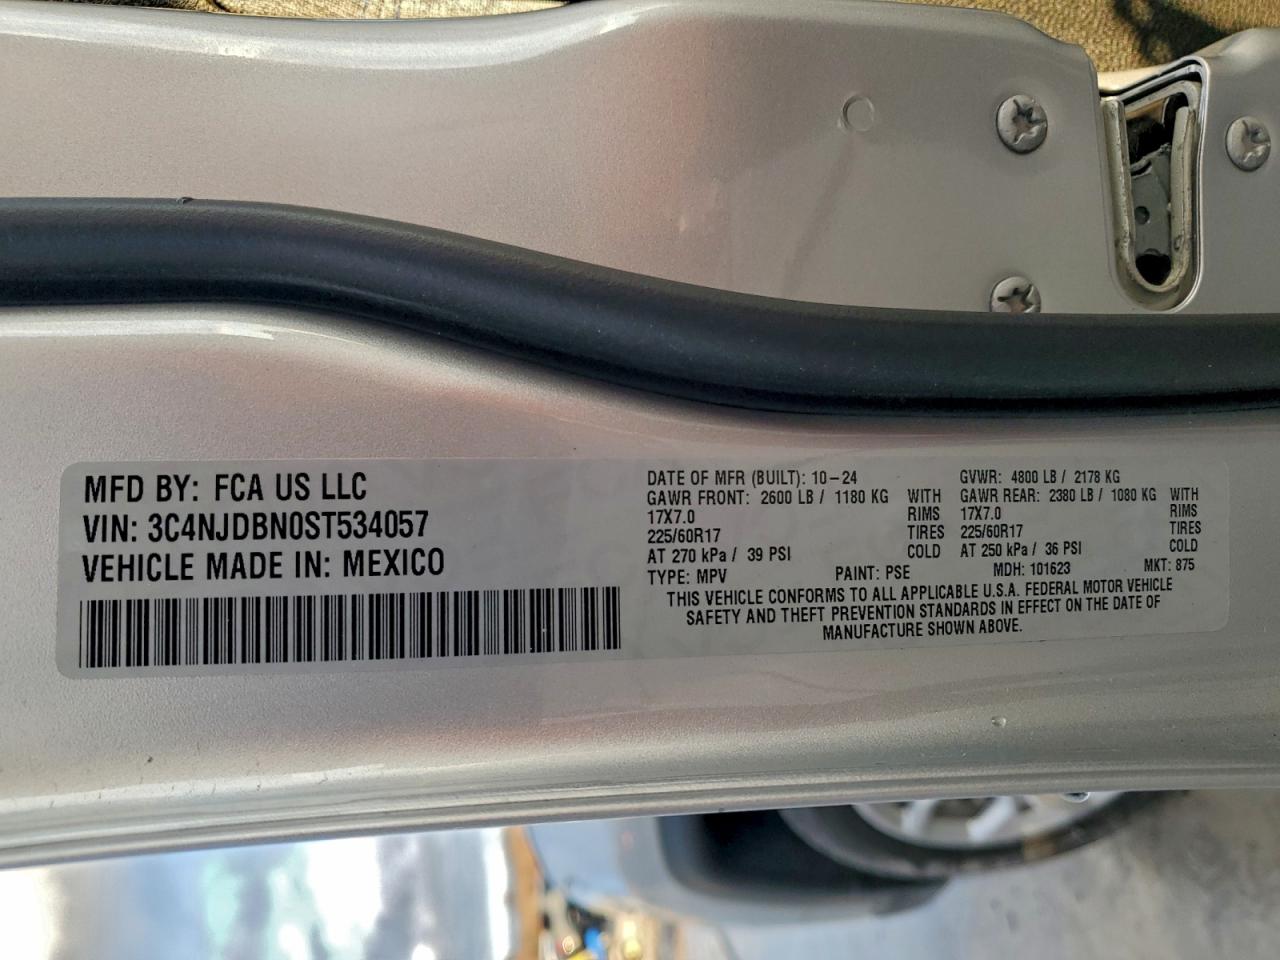 MFD BY: FCA US LLC
VIN: 3C4NJDBN0ST534057
VEHICLE MADE IN: MEXICO
DATE OF MFR (BUILT): 10-24
GAWR FRONT: 2600 LB / 1180 KG WITH
17X7.0 RIMS
225/60R17 TIRES
AT 270 kPa / 39 PSI COLD
GVWR: 4800 LB / 2178 KG
GAWR REAR: 2380 LB / 1080 KG WITH
17X7.0 RIMS
225/60R17 TIRES
AT 250 kPa / 36 PSI COLD
TYPE: MPV PAINT: PSE MDH: 101623 MKT: 875
THIS VEHICLE CONFORMS TO ALL APPLICABLE U.S.A. FEDERAL MOTOR VEHICLE
SAFETY AND THEFT PREVENTION STANDARDS IN EFFECT ON THE DATE OF
MANUFACTURE SHOWN ABOVE.